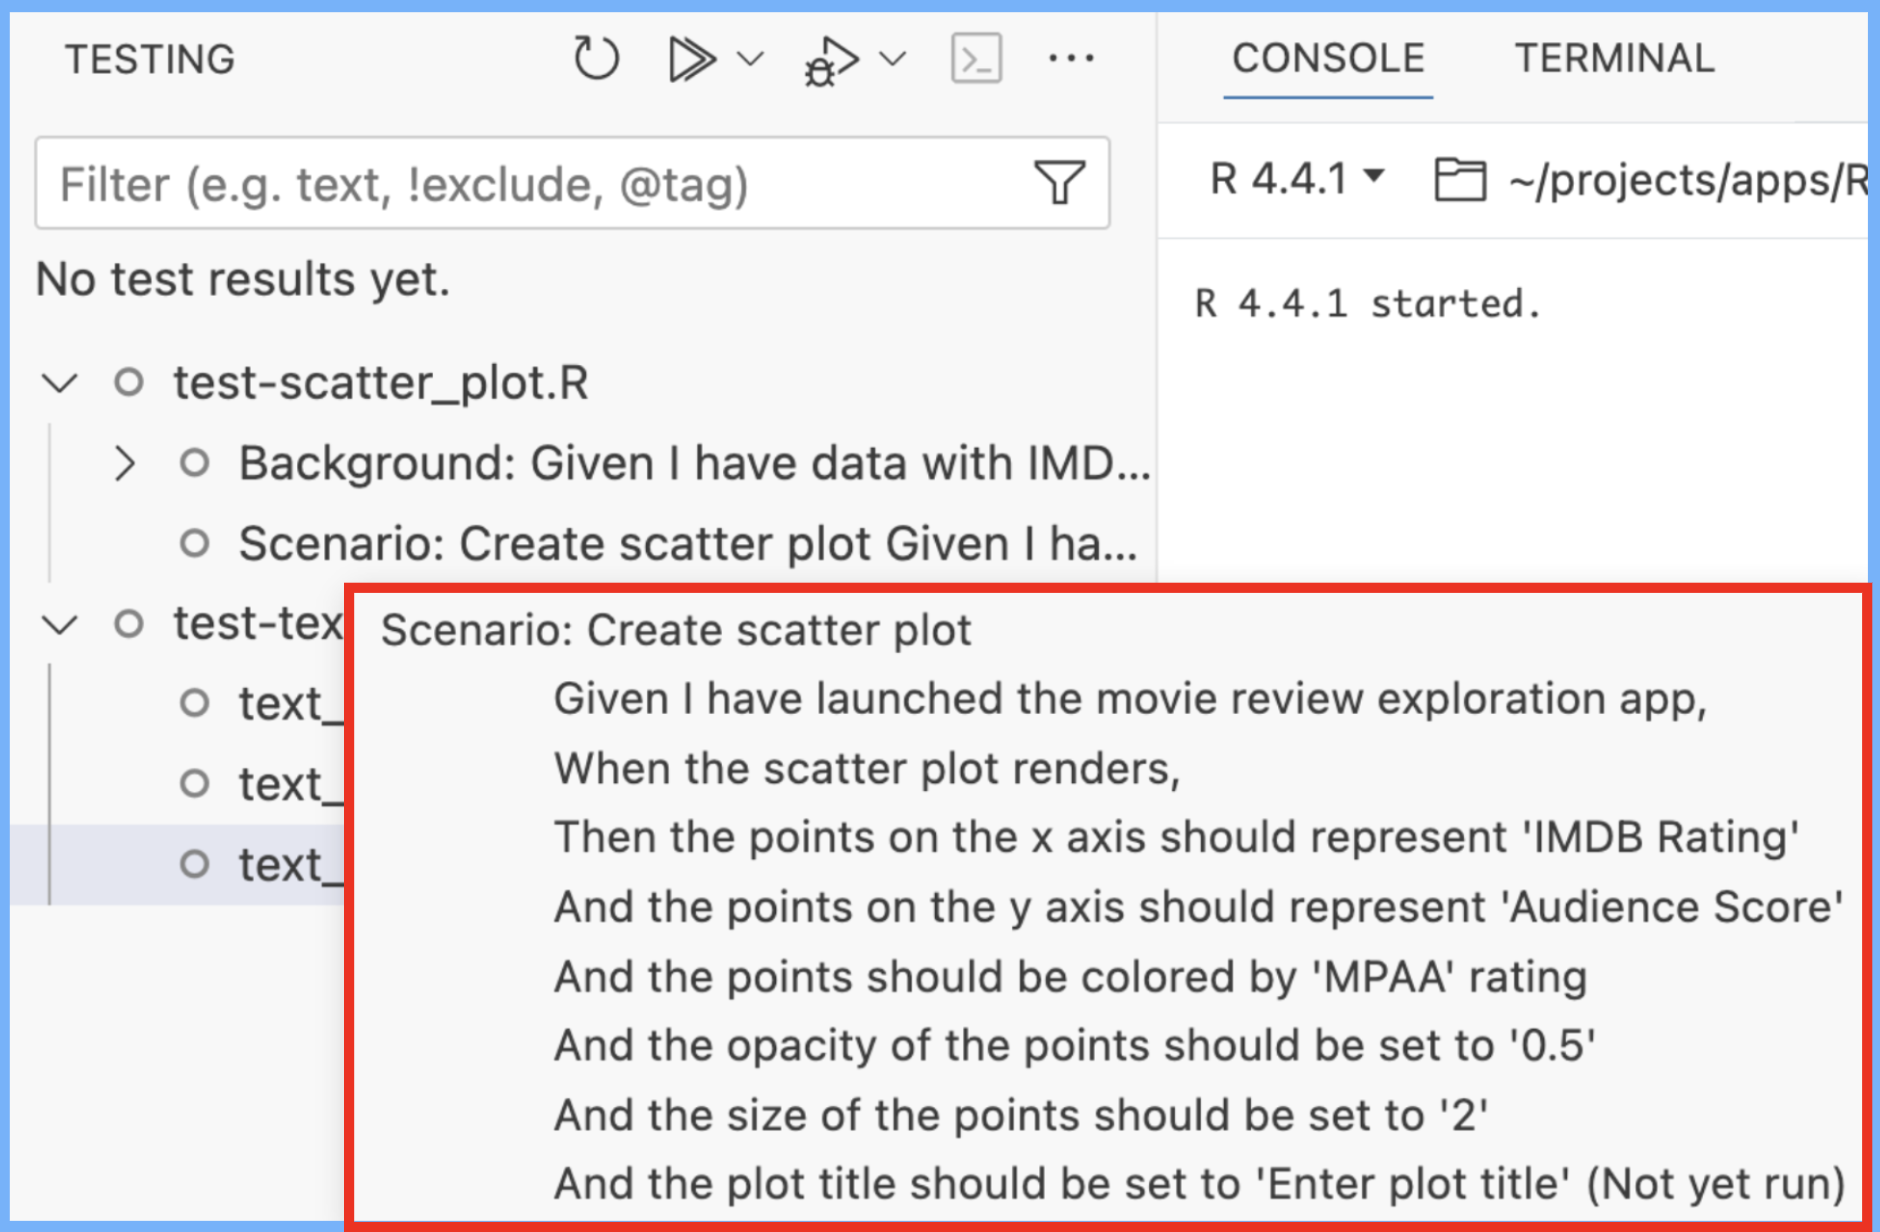 TESTING
CONSOLE TERMINAL
Filter (e.g. text, !exclude, @tag)
R 4.4.1 ~/projects/apps/R
No test results yet.
R 4.4.1 started.
test-scatter_plot.R
Background: Given I have data with IMD...
Scenario: Create scatter plot Given I ha...
test-tex
text_
text_
text_
Scenario: Create scatter plot
Given I have launched the movie review exploration app,
When the scatter plot renders,
Then the points on the x axis should represent 'IMDB Rating'
And the points on the y axis should represent 'Audience Score'
And the points should be colored by 'MPAA' rating
And the opacity of the points should be set to '0.5'
And the size of the points should be set to '2'
And the plot title should be set to 'Enter plot title' (Not yet run)